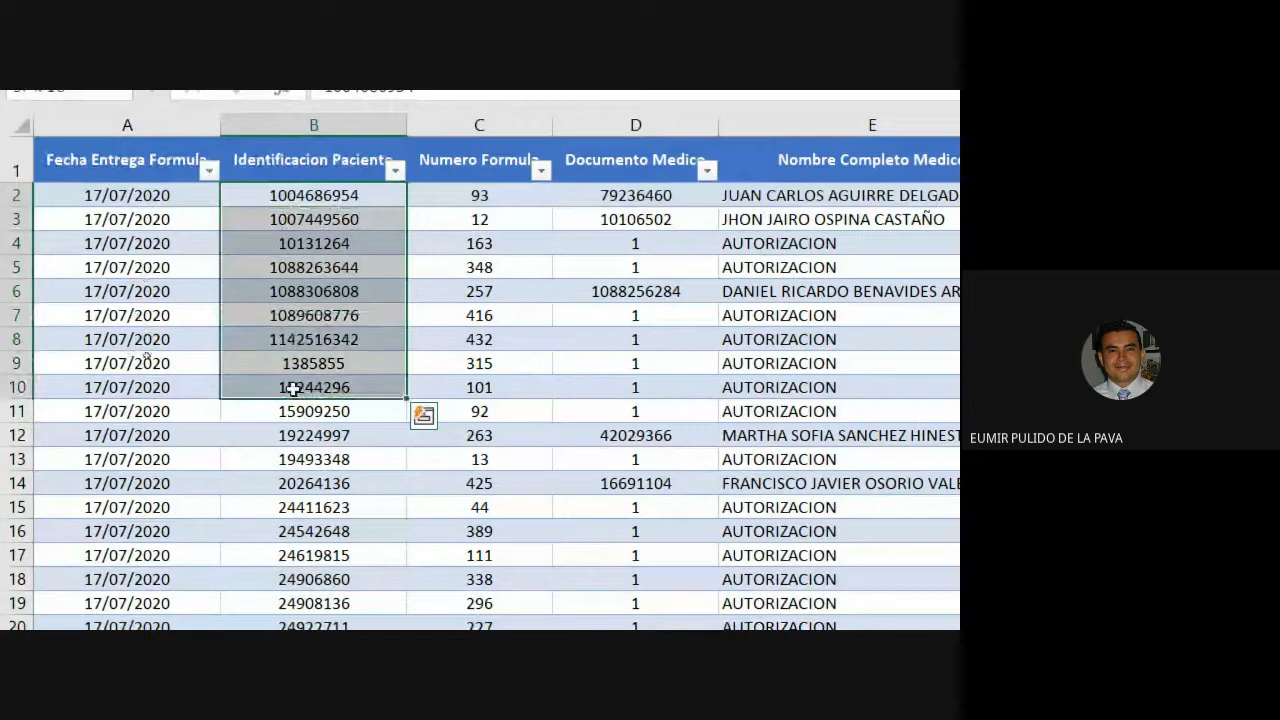 A B C D E
1 Fecha Entrega Formula Identificacion Paciente Numero Formula Documento Medico Nombre Completo Medico
2 17/07/2020 1004686954 93 79236460 JUAN CARLOS AGUIRRE DELGAD
3 17/07/2020 1007449560 12 10106502 JHON JAIRO OSPINA CASTAÑO
4 17/07/2020 10131264 163 1 AUTORIZACION
5 17/07/2020 1088263644 348 1 AUTORIZACION
6 17/07/2020 1088306808 257 1088256284 DANIEL RICARDO BENAVIDES AR
7 17/07/2020 1089608776 416 1 AUTORIZACION
8 17/07/2020 1142516342 432 1 AUTORIZACION
9 17/07/2020 1385855 315 1 AUTORIZACION
10 17/07/2020 101 1 AUTORIZACION
11 17/07/2020 15909250 92 1 AUTORIZACION
12 17/07/2020 19224997 263 42029366 MARTHA SOFIA SANCHEZ HINEST
13 17/07/2020 19493348 13 1 AUTORIZACION
14 17/07/2020 20264136 425 16691104 FRANCISCO JAVIER OSORIO VALE
15 17/07/2020 24411623 44 1 AUTORIZACION
16 17/07/2020 24542648 389 1 AUTORIZACION
17 17/07/2020 24619815 111 1 AUTORIZACION
18 17/07/2020 24906860 338 1 AUTORIZACION
19 17/07/2020 24908136 296 1 AUTORIZACION
20 17/07/2020 24922711 227 1 AUTORIZACION
EUMIR PULIDO DE LA PAVA